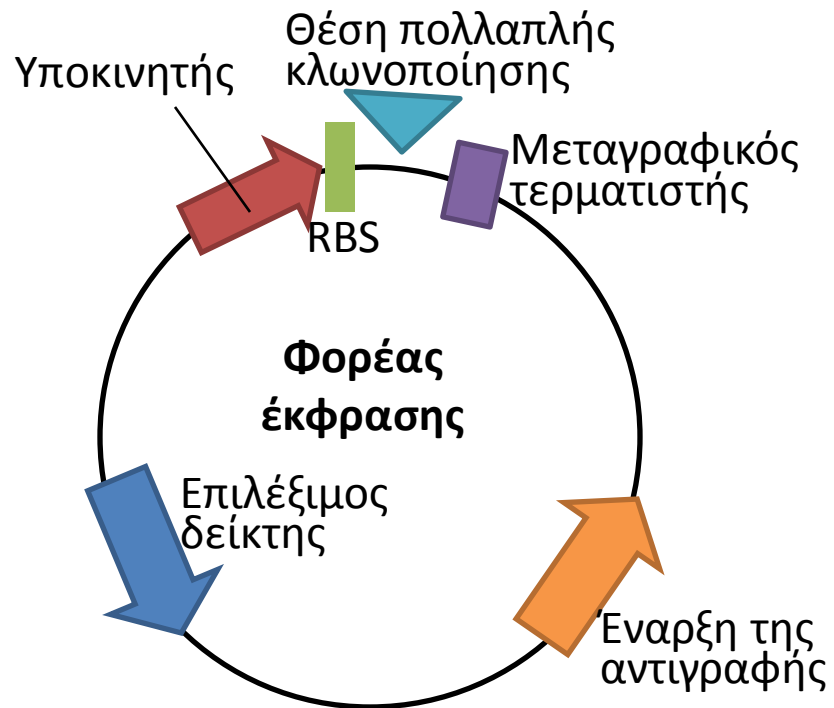 Θέση πολλαπλής
κλωνοποίησης
Υποκινητής
Μεταγραφικός
τερματιστής
RBS
Φορέας
έκφρασης
Επιλέξιμος
δείκτης
Έναρξη της
αντιγραφής